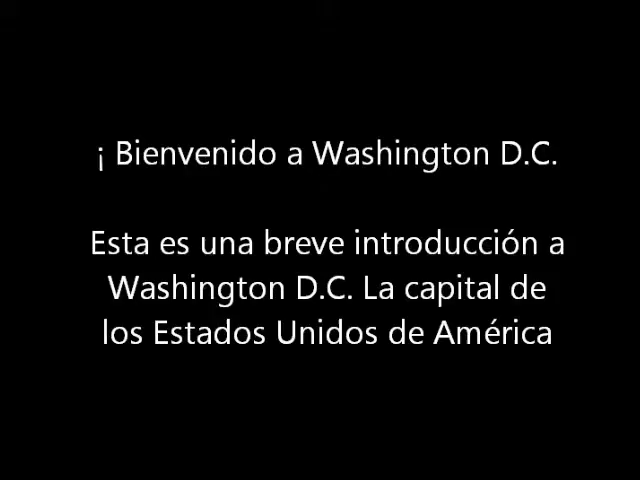 ¡ Bienvenido a Washington D.C.
Esta es una breve introducción a
Washington D.C. La capital de
los Estados Unidos de América